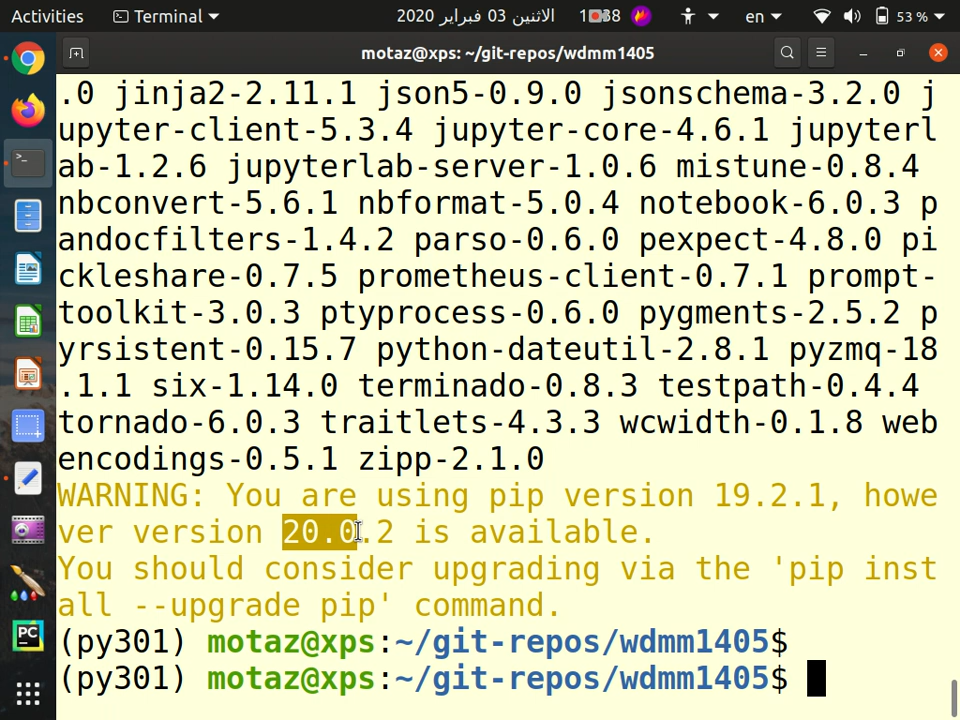 Activities Terminal الاثنين 03 فبراير 2020 en 53 %
motaz@xps: ~/git-repos/wdmm1405
.0 jinja2-2.11.1 json5-0.9.0 jsonschema-3.2.0 j
upyter-client-5.3.4 jupyter-core-4.6.1 jupyterl
ab-1.2.6 jupyterlab-server-1.0.6 mistune-0.8.4
nbconvert-5.6.1 nbformat-5.0.4 notebook-6.0.3 p
andocfilters-1.4.2 parso-0.6.0 pexpect-4.8.0 pi
ckleshare-0.7.5 prometheus-client-0.7.1 prompt-
toolkit-3.0.3 ptyprocess-0.6.0 pygments-2.5.2 p
yrsistent-0.15.7 python-dateutil-2.8.1 pyzmq-18
.1.1 six-1.14.0 terminado-0.8.3 testpath-0.4.4
tornado-6.0.3 traitlets-4.3.3 wcwidth-0.1.8 web
encodings-0.5.1 zipp-2.1.0
WARNING: You are using pip version 19.2.1, howe
ver version 20.0.2 is available.
You should consider upgrading via the 'pip inst
all --upgrade pip' command.
(py301) motaz@xps:~/git-repos/wdmm1405$
(py301) motaz@xps:~/git-repos/wdmm1405$
PC